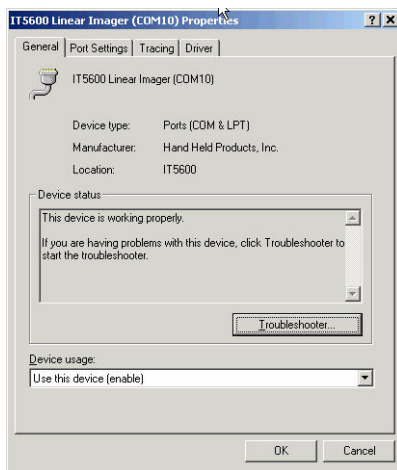 IT5600 Linear Imager (COM10) Properties
General Port Settings Tracing Driver
IT5600 Linear Imager (COM10)
Device type: Ports (COM & LPT)
Manufacturer: Hand Held Products, Inc.
Location: IT5600
Device status
This device is working properly.
If you are having problems with this device, click Troubleshooter to
start the troubleshooter.
Troubleshooter...
Device usage:
Use this device (enable)
OK Cancel